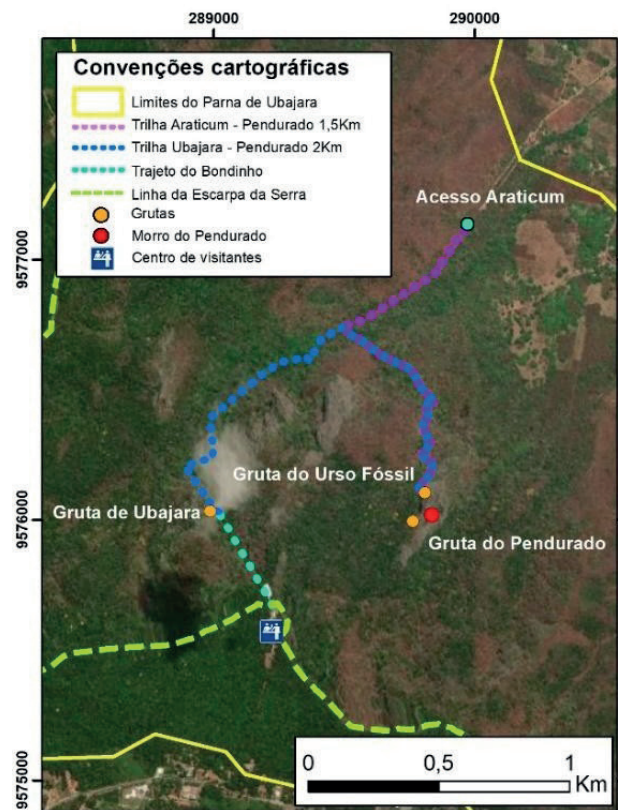 289000
290000
Convenções cartográficas
Limites do Parna de Ubajara
Trilha Araticum - Pendurado 1,5Km
Trilha Ubajara - Pendurado 2Km
Trajeto do Bondinho
Linha da Escarpa da Serra
Grutas
Morro do Pendurado
Centro de visitantes
Acesso Araticum
9577000
Gruta do Urso Fóssil
Gruta de Ubajara
9576000
Gruta do Pendurado
9575000
0 0,5 1
Km